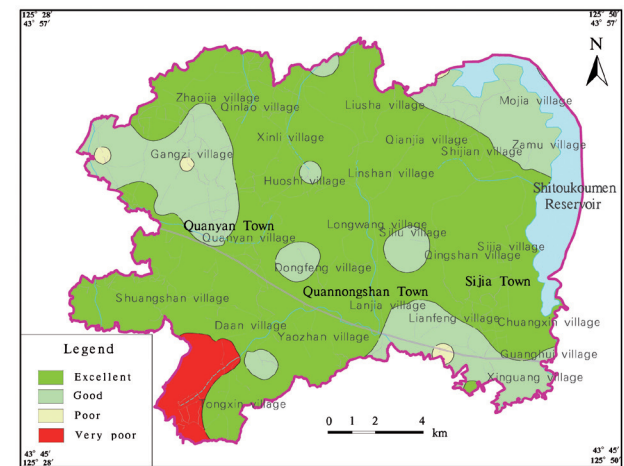 125° 28'
43° 57'
125° 50'
43° 57'
N
Zhaojia village
Qinlao village
Liusha village
Mojia village
Xinli village
Qianjia village
Shijian village
Zamu village
Gangzi village
Huoshi village
Linshan village
Shitoukoumen
Reservoir
Quanyan Town
Quanyan village
Longwang village
Siliu village
Qingshan village
Sijia village
Dongfeng village
Sijia Town
Quannongshan Town
Shuangshan village
Lanjia village
Lianfeng village
Chuangxin village
Daan village
Yaozhan village
Guanghui village
Xinguang village
Tongxin village
Legend
Excellent
Good
Poor
Very poor
0 1 2 4
km
43° 45'
125° 28'
43° 45'
125° 50'